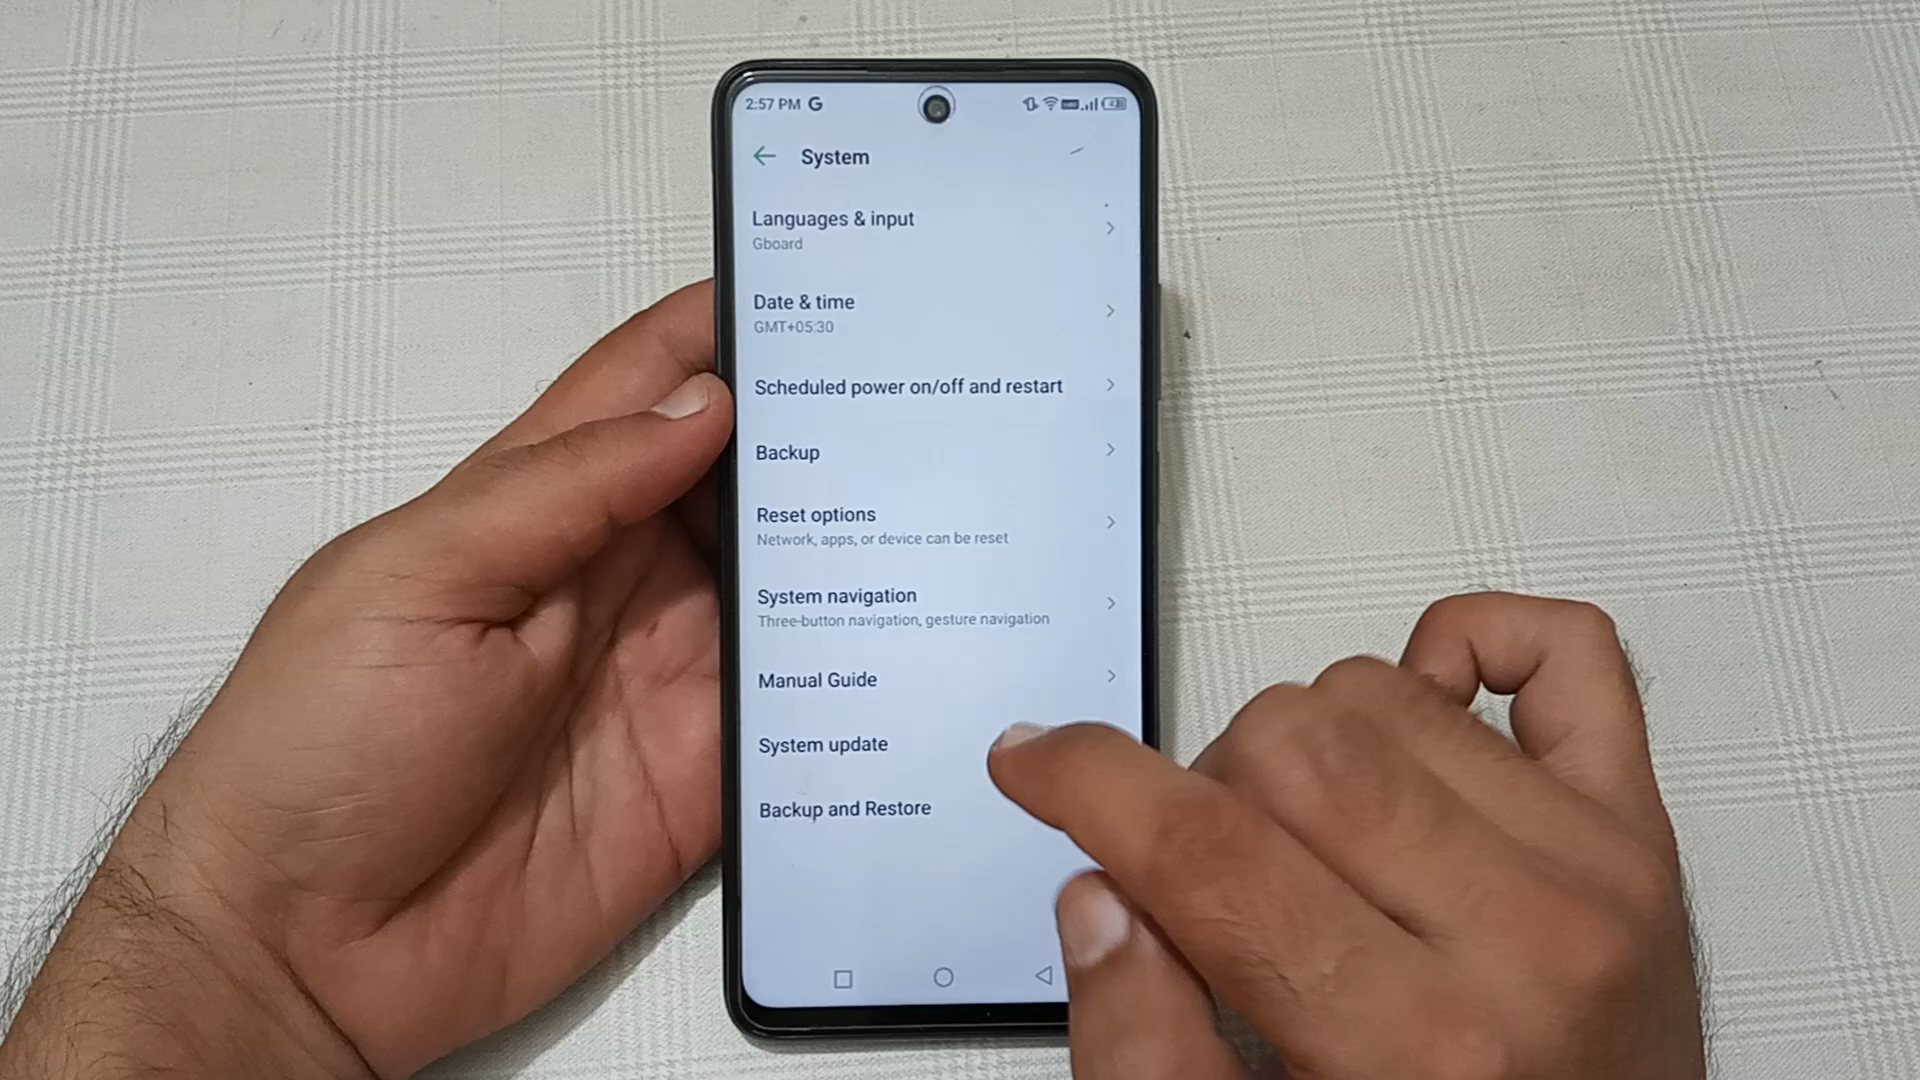 2:57 PM G
System
Languages & input
Gboard
Date & time
GMT+05:30
Scheduled power on/off and restart
Backup
Reset options
Network, apps, or device can be reset
System navigation
Three-button navigation, gesture navigation
Manual Guide
System update
Backup and Restore